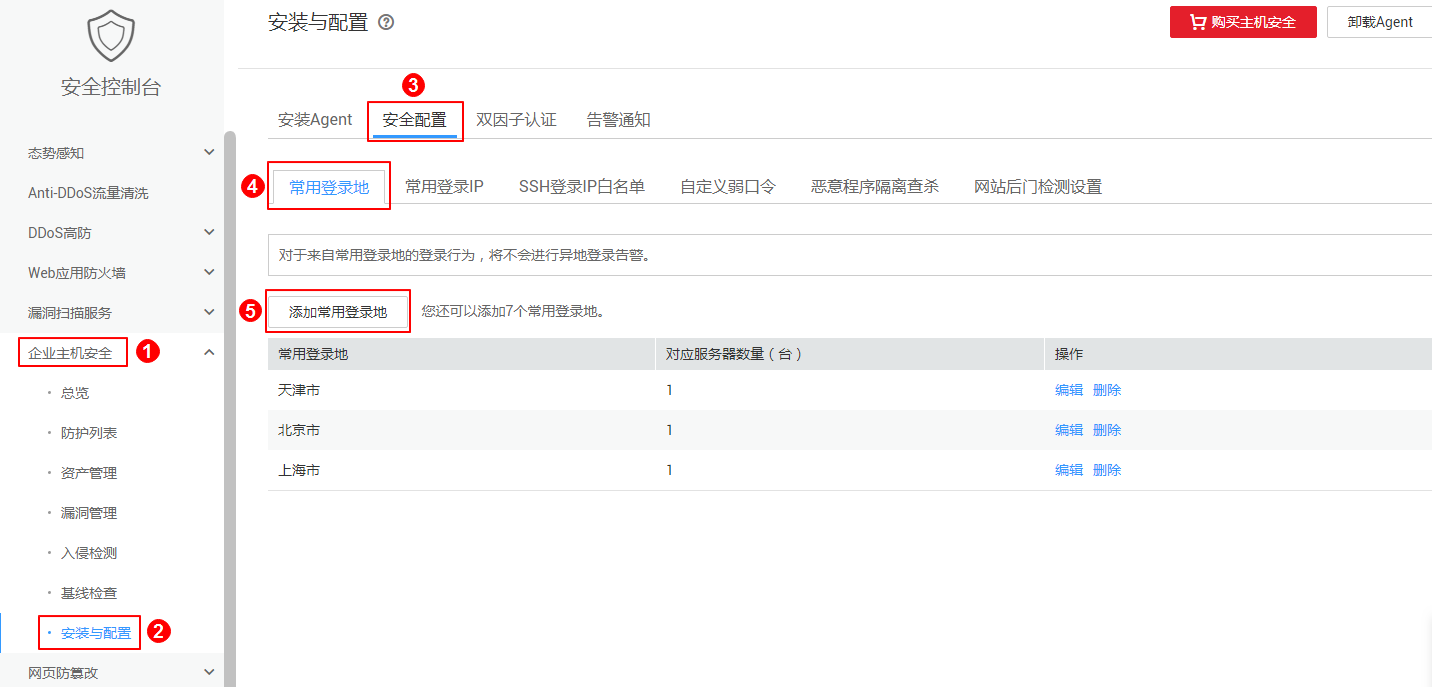 安全控制台
态势感知
Anti-DDoS流量清洗
DDoS高防
Web应用防火墙
漏洞扫描服务
企业主机安全 1
总览
防护列表
资产管理
漏洞管理
入侵检测
基线检查
安装与配置 2
网页防篡改
安装与配置 ? 购买主机安全 卸载Agent
3
安装Agent 安全配置 双因子认证 告警通知
4 常用登录地 常用登录IP SSH登录IP白名单 自定义弱口令 恶意程序隔离查杀 网站后门检测设置
对于来自常用登录地的登录行为，将不会进行异地登录告警。
5 添加常用登录地 您还可以添加7个常用登录地。
常用登录地 对应服务器数量（台） 操作
天津市 1 编辑 删除
北京市 1 编辑 删除
上海市 1 编辑 删除